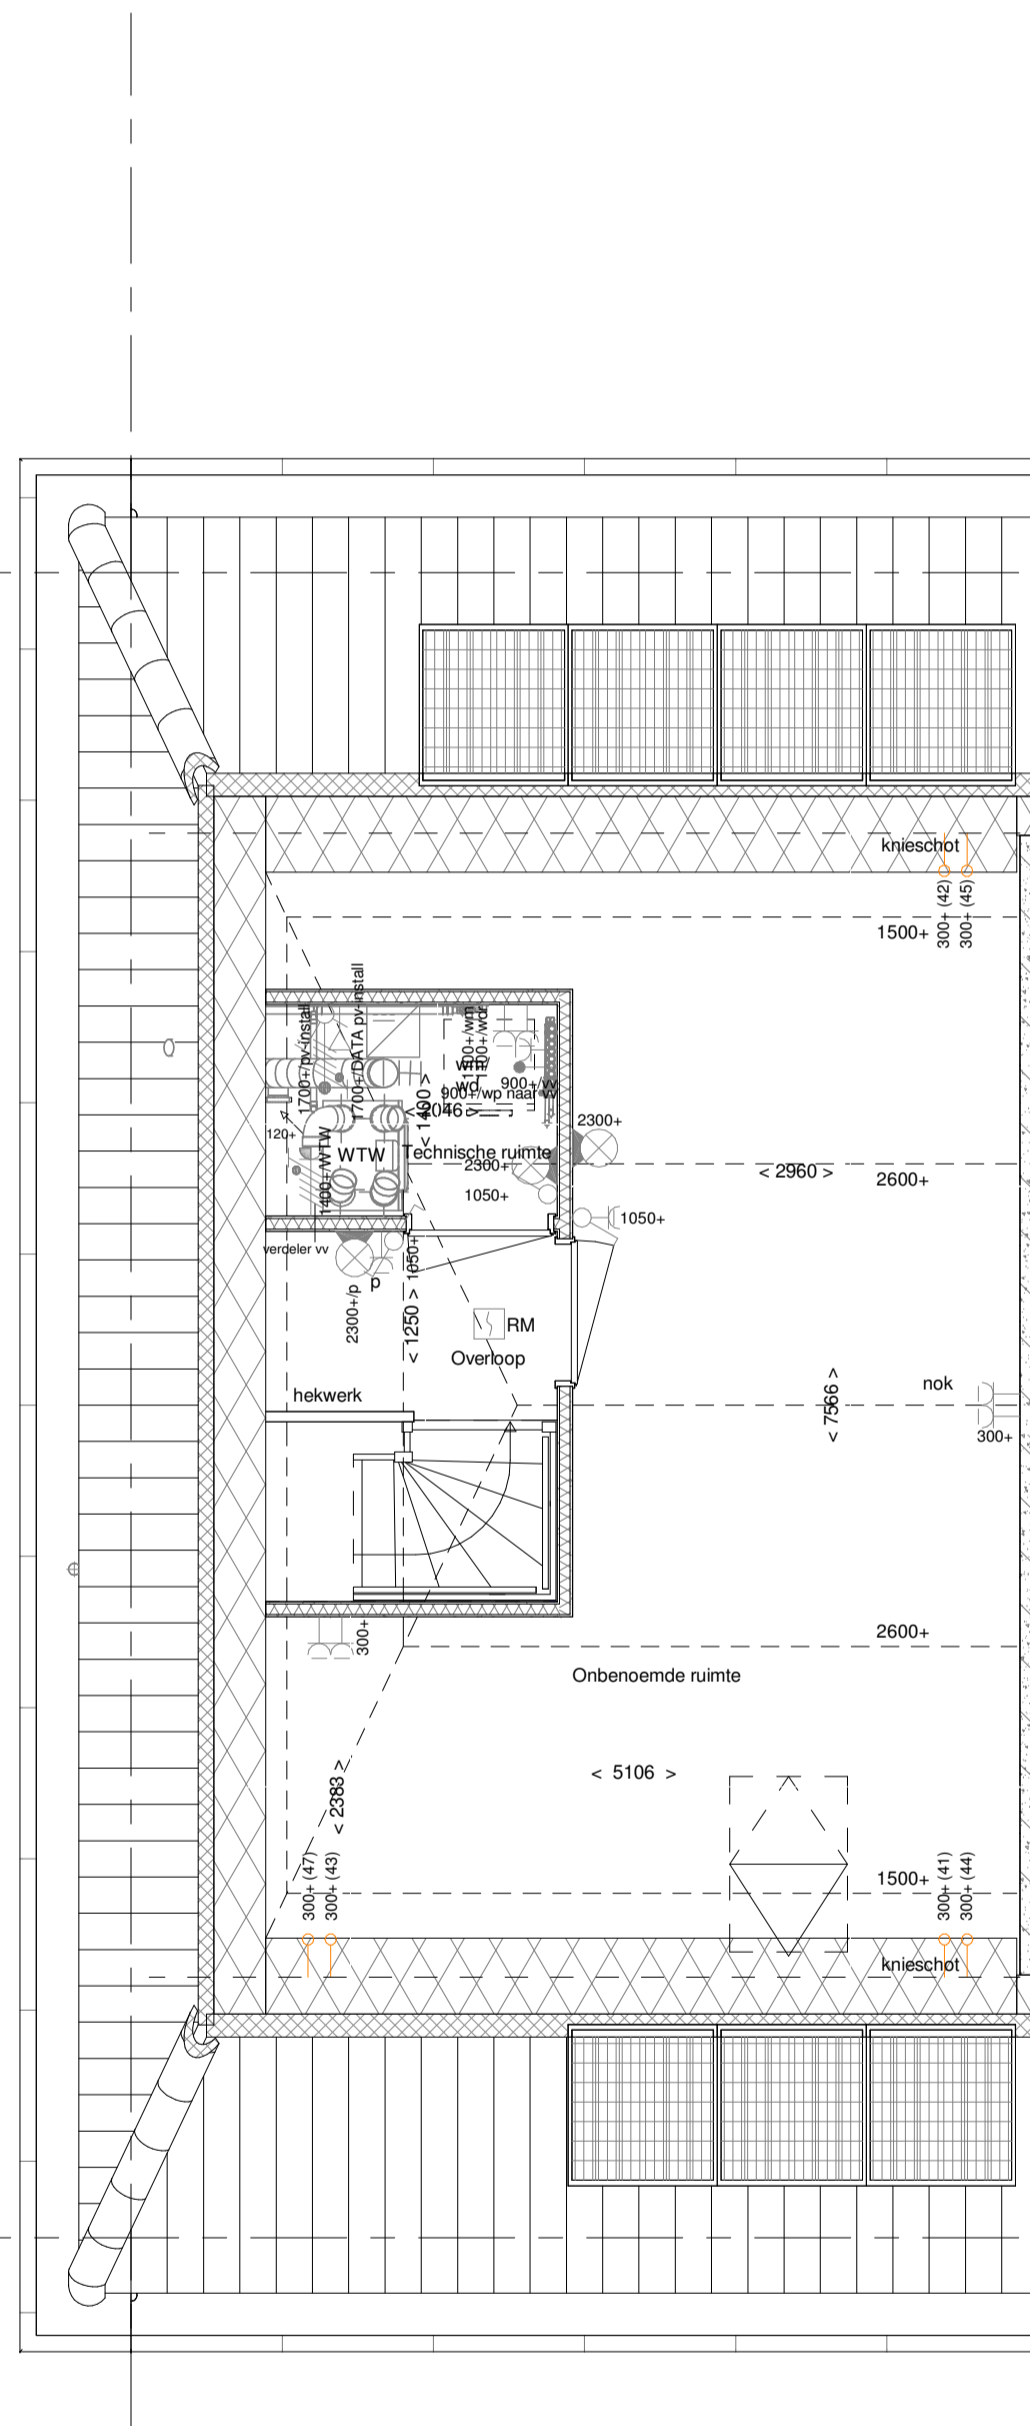 knieschot
300+ (42)
300+ (45)
1500+
1700+/pv-install
1700+/DATA pv-install
1100+/wm
1100+/wdr
wm/
wd
900+/vv
900+/wp naar vv
< 2046 >
< 1400 >
120+
WTW
1400+/WTW
Technische ruimte
2300+
1050+
2300+
< 2960 >
2600+
1050+
verdeler vv
p
2300+/p
1050+
< 1250 >
RM
Overloop
hekwerk
nok
< 7566 >
300+
300+
2600+
Onbenoemde ruimte
< 5106 >
< 2383 >
300+ (47)
300+ (43)
1500+
300+ (41)
300+ (44)
knieschot